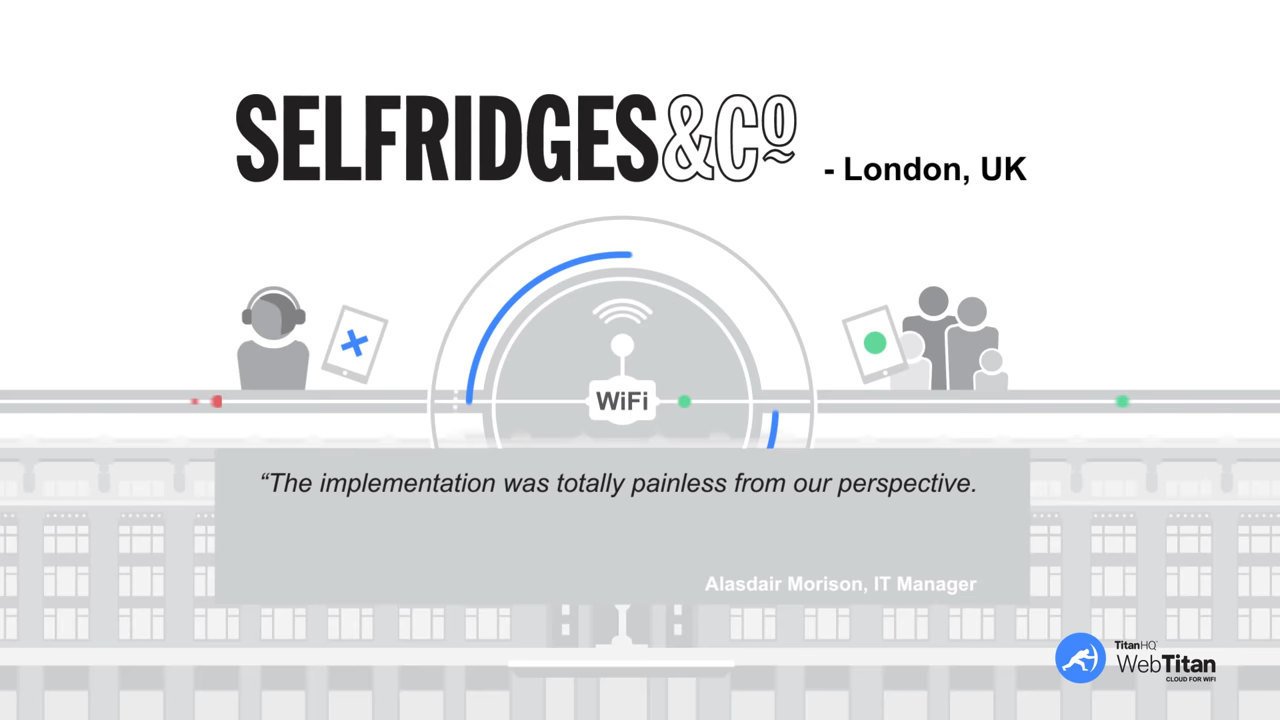 SELFRIDGES&Cº
- London, UK
WiFi
“The implementation was totally painless from our perspective.
Alasdair Morison, IT Manager
TitanHQ
WebTitan
CLOUD FOR WIFI